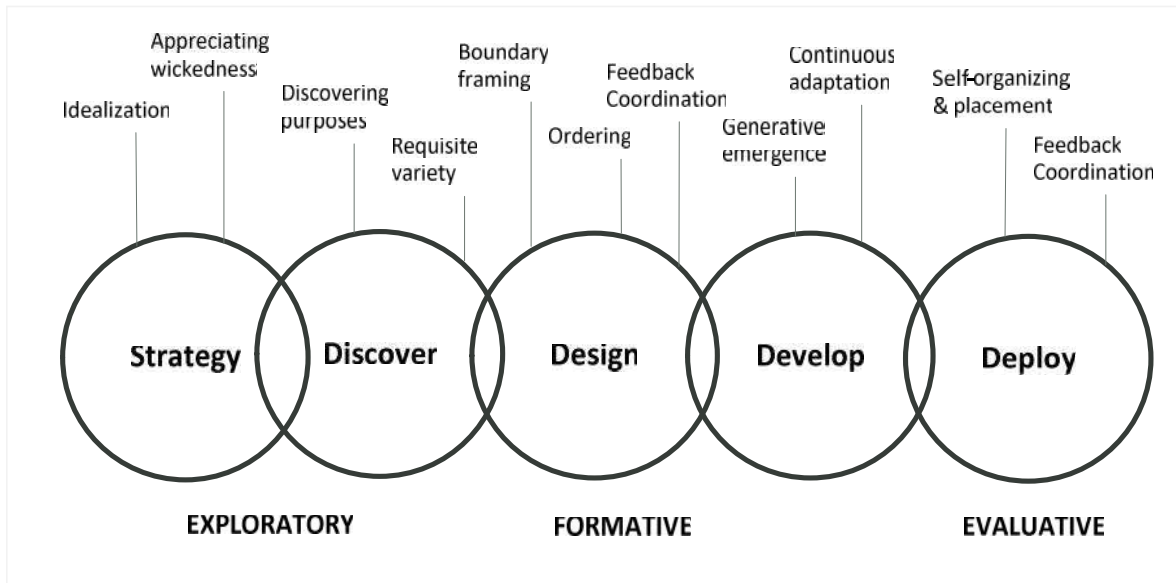 Idealization
Appreciating
wickedness
Discovering
purposes
Requisite
variety
Boundary
framing
Ordering
Feedback
Coordination
Generative
emergence
Continuous
adaptation
Self-organizing
& placement
Feedback
Coordination
Strategy
Discover
Design
Develop
Deploy
EXPLORATORY
FORMATIVE
EVALUATIVE